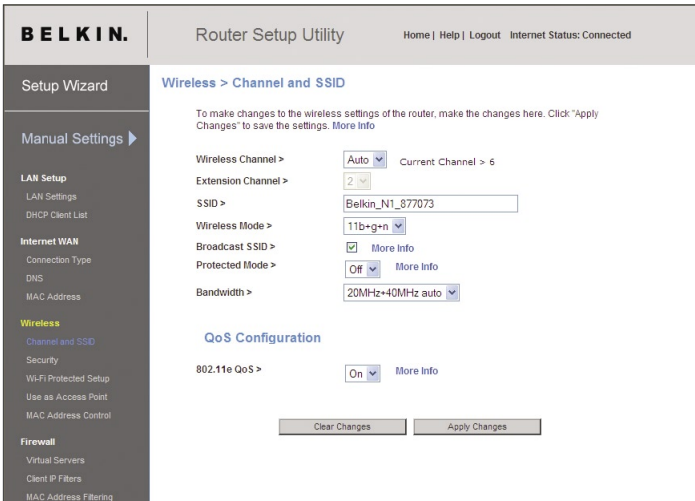 BELKIN.
Router Setup Utility
Home | Help | Logout Internet Status: Connected
Setup Wizard
Manual Settings
LAN Setup
LAN Settings
DHCP Client List
Internet WAN
Connection Type
DNS
MAC Address
Wireless
Channel and SSID
Security
Wi-Fi Protected Setup
Use as Access Point
MAC Address Control
Firewall
Virtual Servers
Client IP Filters
MAC Address Filtering
Wireless > Channel and SSID
To make changes to the wireless settings of the router, make the changes here. Click "Apply
Changes" to save the settings. More Info
Wireless Channel > Auto Current Channel > 6
Extension Channel > 2
SSID > Belkin_N1_877073
Wireless Mode > 11b+g+n
Broadcast SSID > More Info
Protected Mode > Off More Info
Bandwidth > 20MHz+40MHz auto
QoS Configuration
802.11e QoS > On More Info
Clear Changes Apply Changes